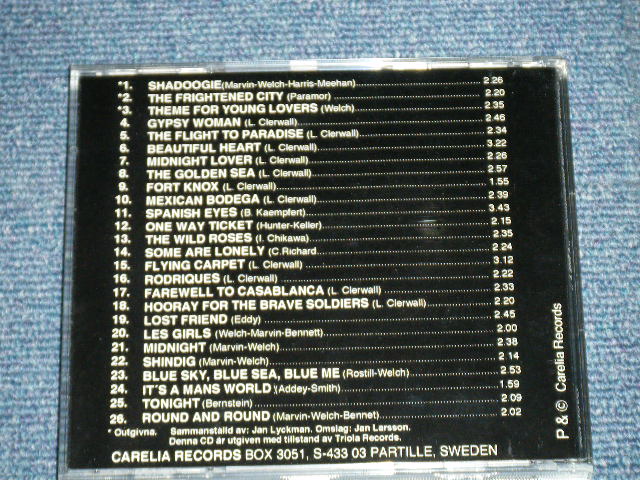 *1. SHADOOGIE (Marvin-Welch-Harris-Meehan) 2.26
*2. THE FRIGHTENED CITY (Paramor) 2.20
*3. THEME FOR YOUNG LOVERS (Welch) 2.35
4. GYPSY WOMAN (L. Clerwall) 2.46
5. THE FLIGHT TO PARADISE (L. Clerwall) 2.34
6. BEAUTIFUL HEART (L. Clerwall) 3.22
7. MIDNIGHT LOVER (L. Clerwall) 2.26
8. THE GOLDEN SEA (L. Clerwall) 2.57
9. FORT KNOX (L. Clerwall) 1.55
10. MEXICAN BODEGA (L. Clerwall) 2.39
11. SPANISH EYES (B. Kaempfert) 3.43
12. ONE WAY TICKET (Hunter-Keller) 2.15
13. THE WILD ROSES (I. Chikawa) 2.35
14. SOME ARE LONELY (C.Richard 2.24
15. FLYING CARPET (L. Clerwall) 3.12
16. RODRIQUES (L. Clerwall) 2.22
17. FAREWELL TO CASABLANCA (L. Clerwall) 2.33
18. HOORAY FOR THE BRAVE SOLDIERS (L. Clerwall) 2.20
19. LOST FRIEND (Eddy) 2.45
20. LES GIRLS (Welch-Marvin-Bennett) 2.00
21. MIDNIGHT (Marvin-Welch) 2.38
22. SHINDIG (Marvin-Welch) 2.14
23. BLUE SKY, BLUE SEA, BLUE ME (Rostill-Welch) 2.53
24. IT'S A MANS WORLD (Addey-Smith) 1.59
25. TONIGHT (Bernstein) 2.09
26. ROUND AND ROUND (Marvin-Welch-Bennet) 2.02
* Outgivna. Sammanställd av: Jan Lyckman. Omslag: Jan Larsson.
Denna CD är utgiven med tillstånd av Triola Records.
CARELIA RECORDS BOX 3051, S-433 03 PARTILLE, SWEDEN
P & © Carelia Records